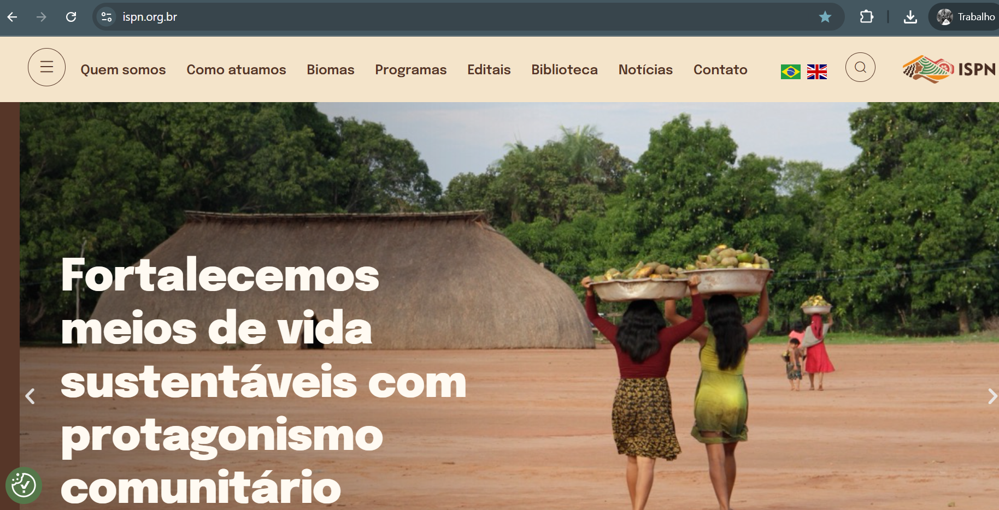 ispn.org.br
Trabalho
Quem somos Como atuamos Biomas Programas Editais Biblioteca Notícias Contato
ISPN
Fortalecemos
meios de vida
sustentáveis com
protagonismo
comunitário